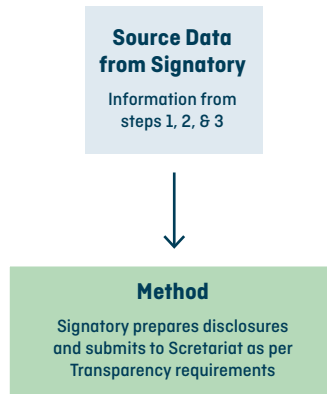 Source Data
from Signatory
Information from
steps 1, 2, & 3
Method
Signatory prepares disclosures
and submits to Scretariat as per
Transparency requirements